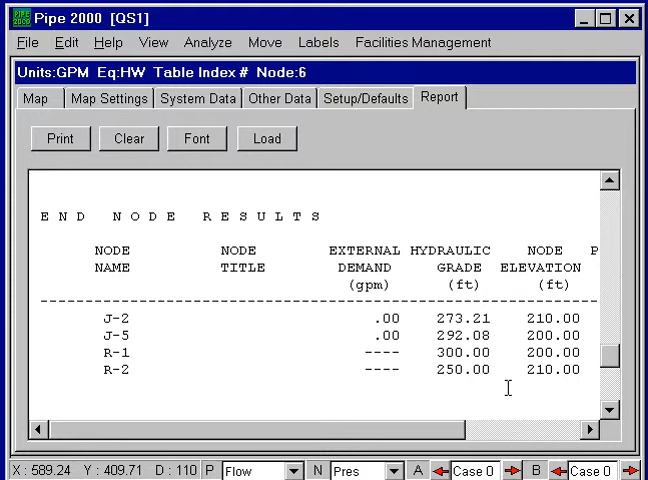 PIPE 2000 Pipe 2000 [QS1]
File Edit Help View Analyze Move Labels Facilities Management
Units:GPM Eq:HW Table Index # Node:6
Map Map Settings System Data Other Data Setup/Defaults Report
Print Clear Font Load
E N D N O D E R E S U L T S
NODE NODE EXTERNAL HYDRAULIC NODE P
NAME TITLE DEMAND GRADE ELEVATION
(gpm) (ft) (ft)
------------------------------------------------------------
J-2 .00 273.21 210.00
J-5 .00 292.08 200.00
R-1 ---- 300.00 200.00
R-2 ---- 250.00 210.00
X : 589.24 Y : 409.71 D : 110 P Flow N Pres A Case 0 B Case 0